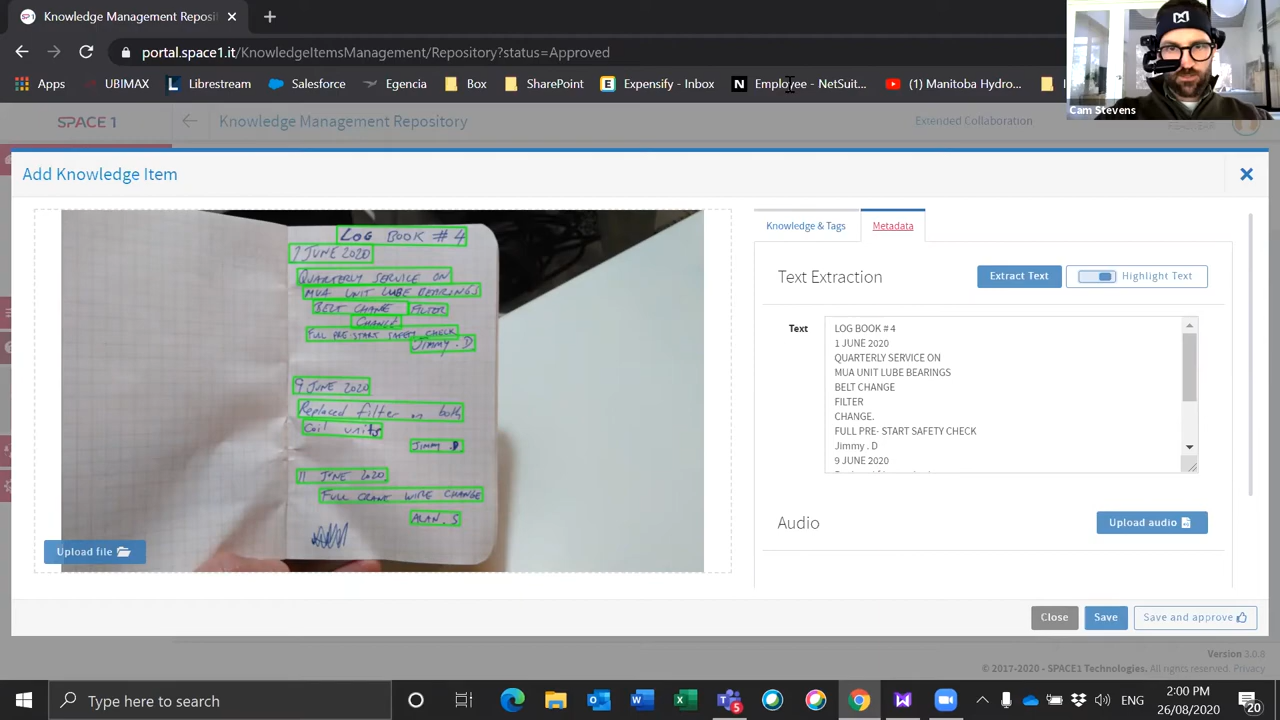 Knowledge Management Repositor
portal.space1.it/KnowledgeItemsManagement/Repository?status=Approved
Apps
UBIMAX
Librestream
Salesforce
Egencia
BOT
SharePoint
Expensify - Inbox
Employee - NetSuit...
(1) Manitoba Hydro...
Cam Stevens
SPACE1
Knowledge Management Repository
Extended Collaboration
Add Knowledge Item
LOG BOOK # 4
1 JUNE 2020
QUARTERLY SERVICE ON
MUA UNIT LUBE BEARINGS
BELT CHANGE FILTER
CHANGE
FULL PRE START SAFETY CHECK
JIMMY . D
9 JUNE 2020
Replaced filter on both
Coil units
JIMMY .D
11 JUNE 2020
FULL CRANE WIRE CHANGE
ALAN. S
Upload file
Knowledge & Tags
Metadata
Text Extraction
Extract Text
Highlight Text
Text
LOG BOOK # 4
1 JUNE 2020
QUARTERLY SERVICE ON
MUA UNIT LUBE BEARINGS
BELT CHANGE
FILTER
CHANGE.
FULL PRE- START SAFETY CHECK
Jimmy . D
9 JUNE 2020
Audio
Upload audio
Close
Save
Save and approve
Version 3.0.8
© 2017-2020 - SPACE1 Technologies. All rights reserved. Privacy
Type here to search
5
ENG
2:00 PM
26/08/2020
20